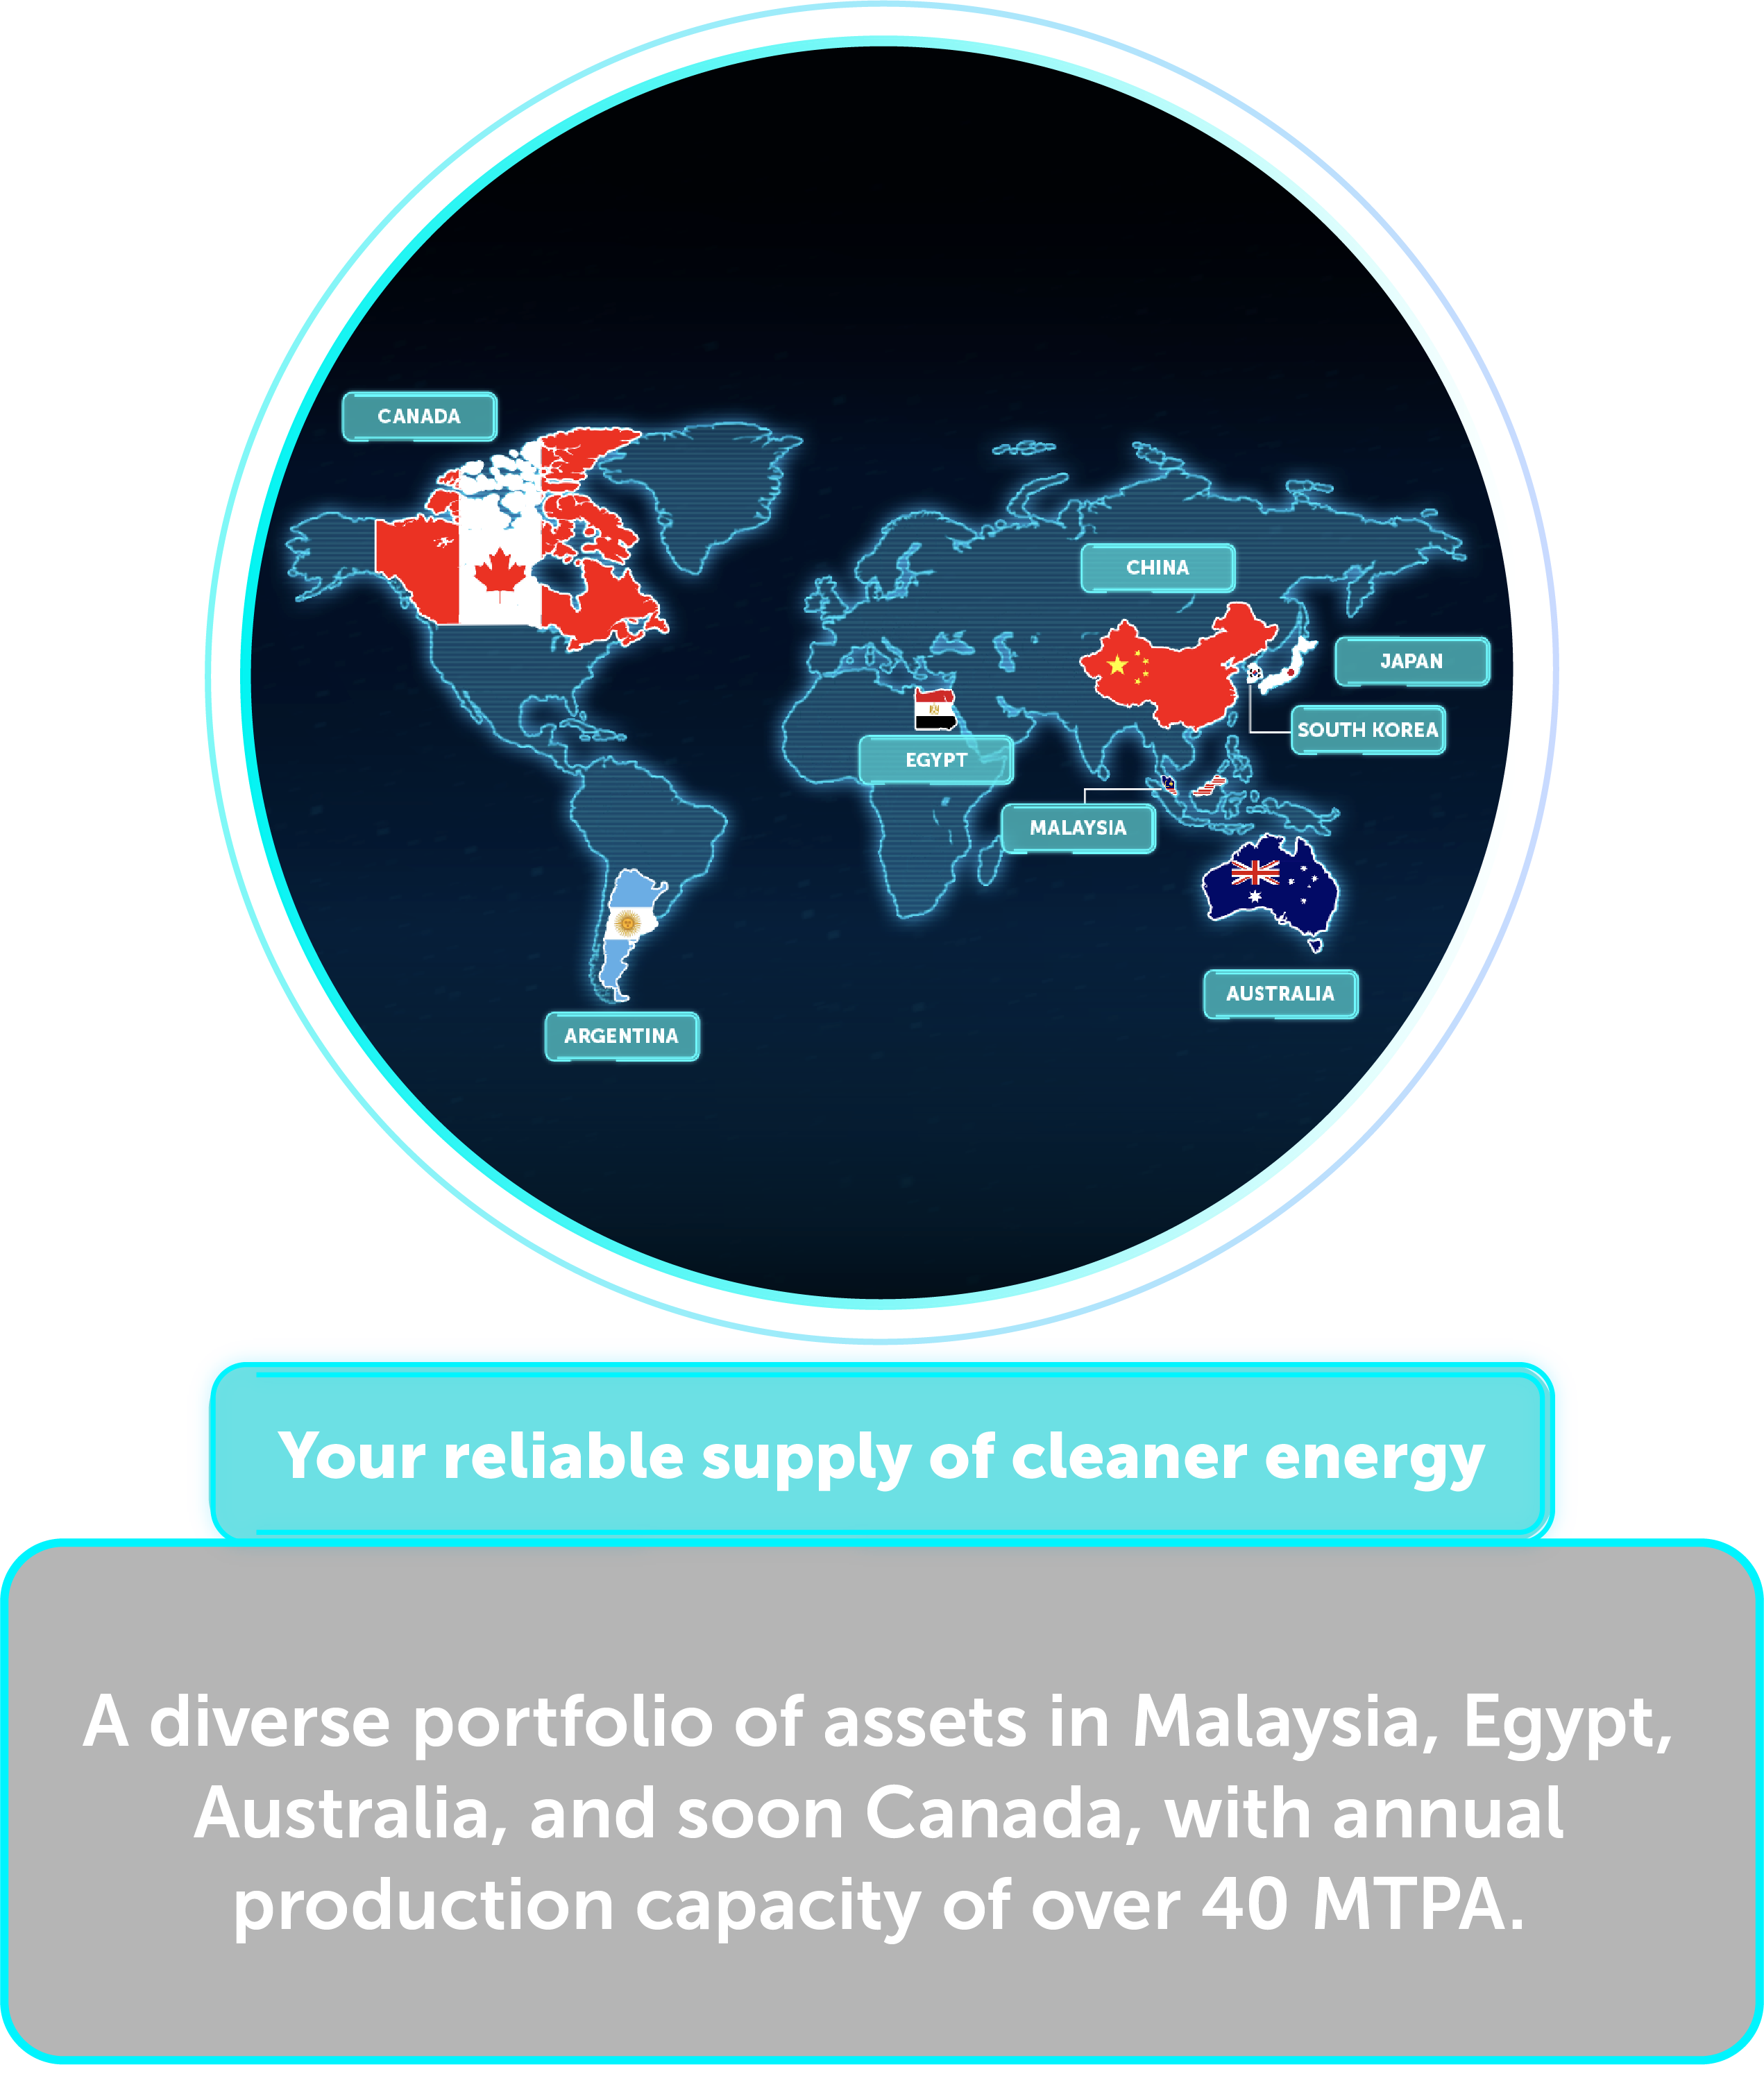 CANADA
CHINA
JAPAN
SOUTH KOREA
EGYPT
MALAYSIA
AUSTRALIA
ARGENTINA
Your reliable supply of cleaner energy
A diverse portfolio of assets in Malaysia, Egypt,
Australia, and soon Canada, with annual
production capacity of over 40 MTPA.